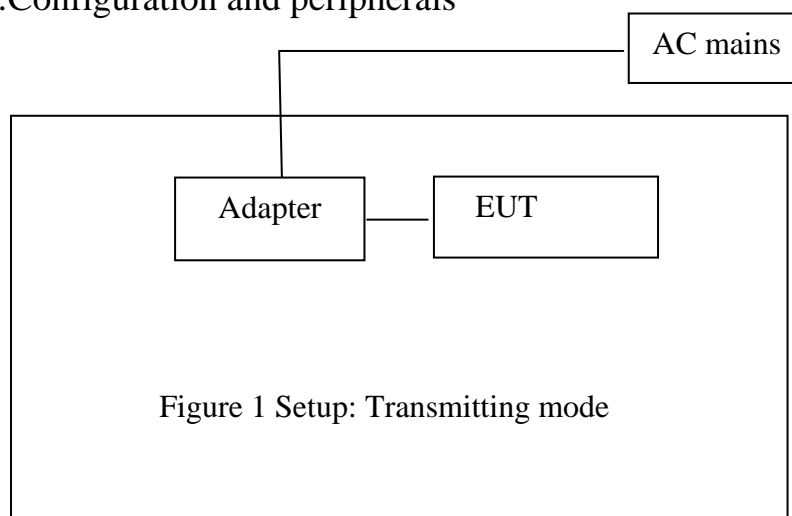 .Configuration and peripherals
AC mains
Adapter
EUT
Figure 1 Setup: Transmitting mode